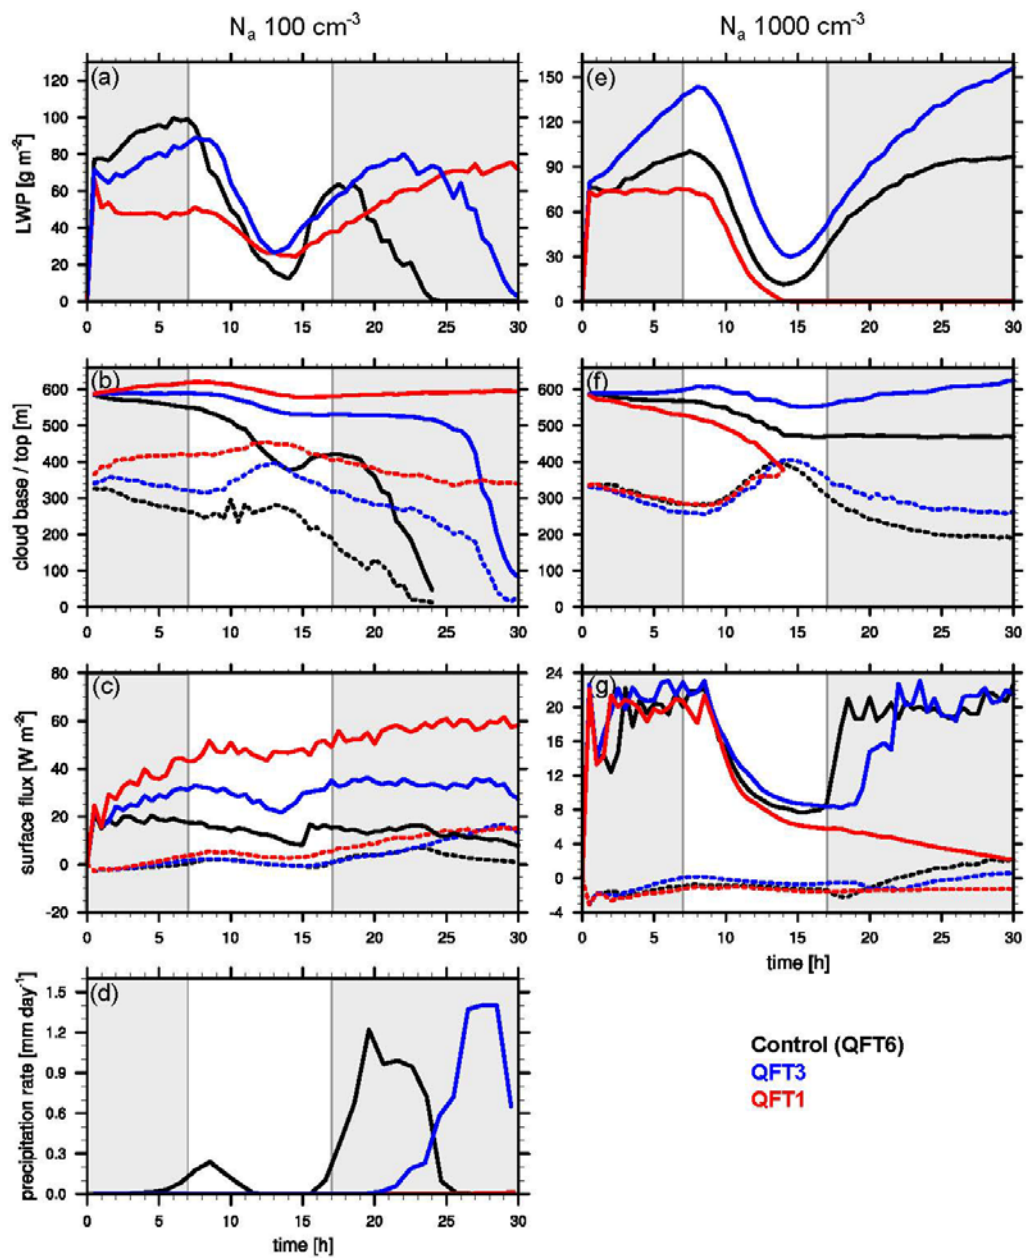 Nₐ 100 cm⁻³
Nₐ 1000 cm⁻³
(a)
LWP [g m⁻²]
120
100
80
60
40
20
0
0 5 10 15 20 25 30
(e)
150
120
90
60
30
0
0 5 10 15 20 25 30
(b)
cloud base / top [m]
600
500
400
300
200
100
0
0 5 10 15 20 25 30
(f)
600
500
400
300
200
100
0
0 5 10 15 20 25 30
(c)
surface flux [W m⁻²]
80
60
40
20
0
-20
0 5 10 15 20 25 30
(g)
24
20
16
12
8
4
0
-4
0 5 10 15 20 25 30
time [h]
(d)
precipitation rate [mm day⁻¹]
1.5
1.2
0.9
0.6
0.3
0.0
0 5 10 15 20 25 30
time [h]
Control (QFT6)
QFT3
QFT1